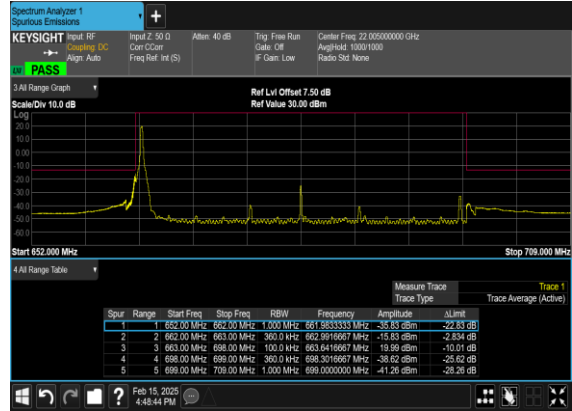 Spectrum Analyzer 1
Spurious Emissions
+
KEYSIGHT Input: RF Input Z: 50 Ω Atten: 40 dB Trig: Free Run Center Freq: 22.005000000 GHz
Coupling: DC Corr CCorr Gate: Off Avg|Hold: 1000/1000
Align: Auto Freq Ref: Int (S) IF Gain: Low Radio Std: None
PASS
3 All Range Graph
Ref Lvl Offset 7.50 dB
Scale/Div 10.0 dB Ref Value 30.00 dBm
Log
20.0
10.0
0.00
-10.0
-20.0
-30.0
-40.0
-50.0
-60.0
Start 652.000 MHz Stop 709.000 MHz
4 All Range Table
Measure Trace Trace 1
Trace Type Trace Average (Active)
Spur Range Start Freq Stop Freq RBW Frequency Amplitude ΔLimit
1 1 652.00 MHz 662.00 MHz 1.000 MHz 661.9833333 MHz -35.83 dBm -22.83 dB
2 2 662.00 MHz 663.00 MHz 360.0 kHz 662.9916667 MHz -15.83 dBm -2.834 dB
3 3 663.00 MHz 698.00 MHz 100.0 kHz 663.6416667 MHz 19.99 dBm -10.01 dB
4 4 698.00 MHz 699.00 MHz 360.0 kHz 698.3016667 MHz -38.62 dBm -25.62 dB
5 5 699.00 MHz 709.00 MHz 1.000 MHz 699.0000000 MHz -41.26 dBm -28.26 dB
? Feb 15, 2025
4:48:44 PM